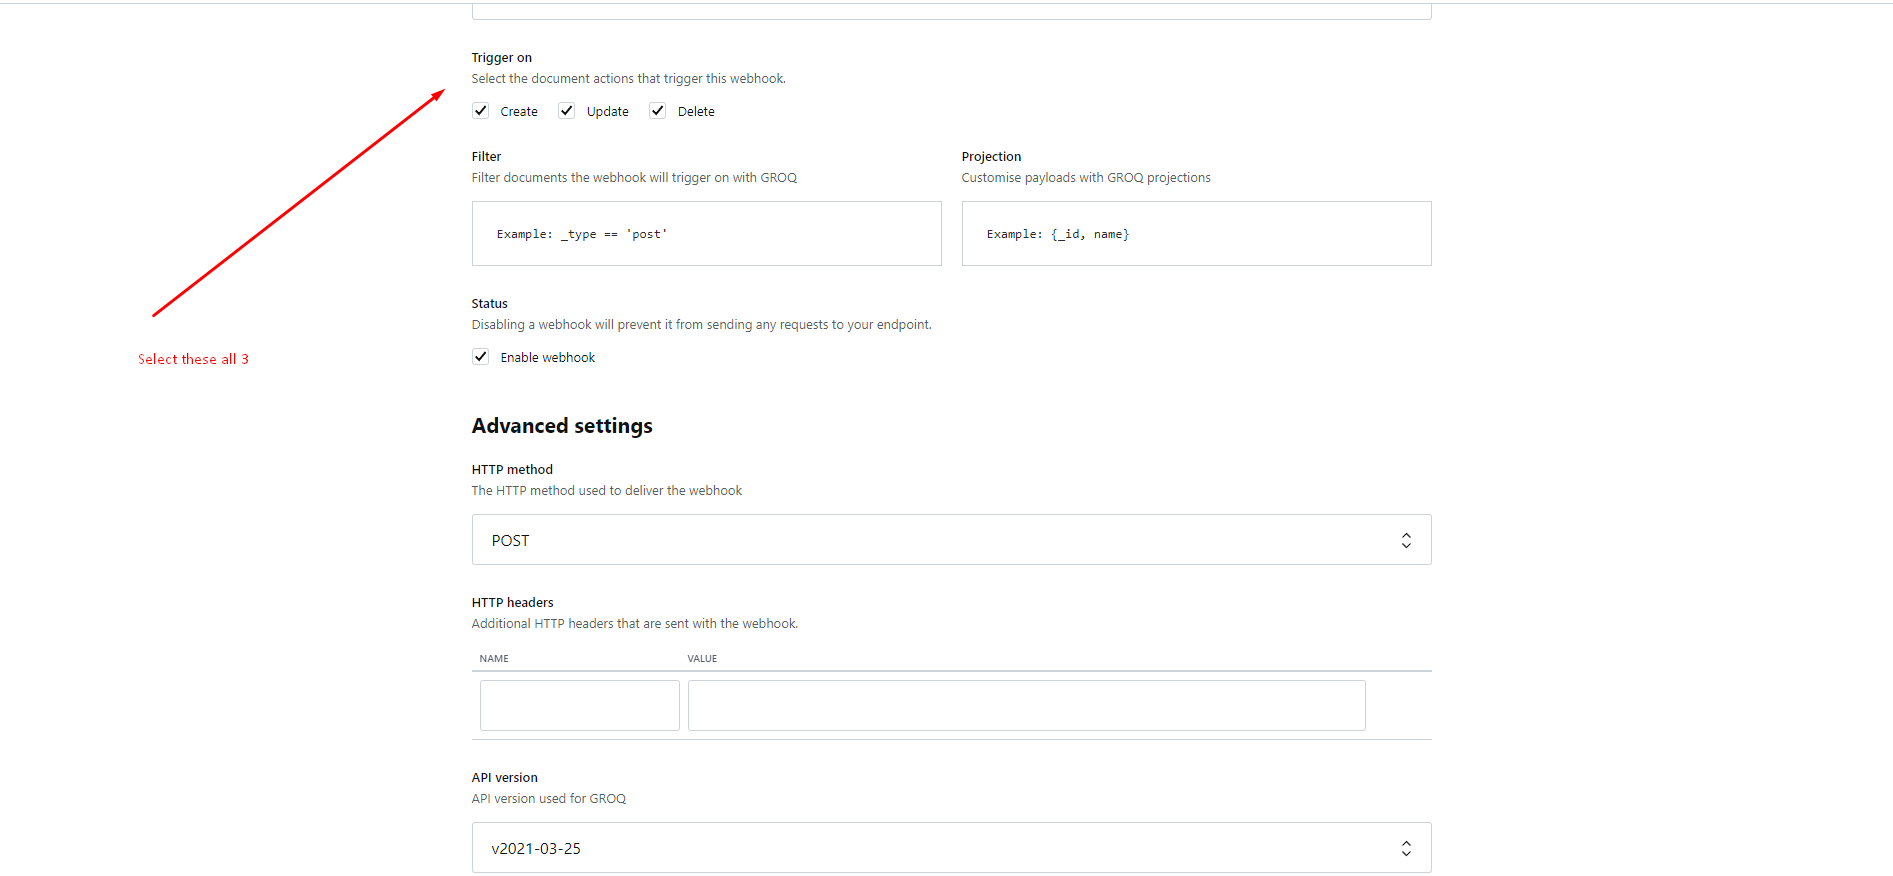 Trigger on
Select the document actions that trigger this webhook.
Create Update Delete
Filter
Filter documents the webhook will trigger on with GROQ
Example: _type == 'post'
Projection
Customise payloads with GROQ projections
Example: {_id, name}
Status
Disabling a webhook will prevent it from sending any requests to your endpoint.
Enable webhook
Select these all 3
Advanced settings
HTTP method
The HTTP method used to deliver the webhook
POST
HTTP headers
Additional HTTP headers that are sent with the webhook.
NAME VALUE
API version
API version used for GROQ
v2021-03-25